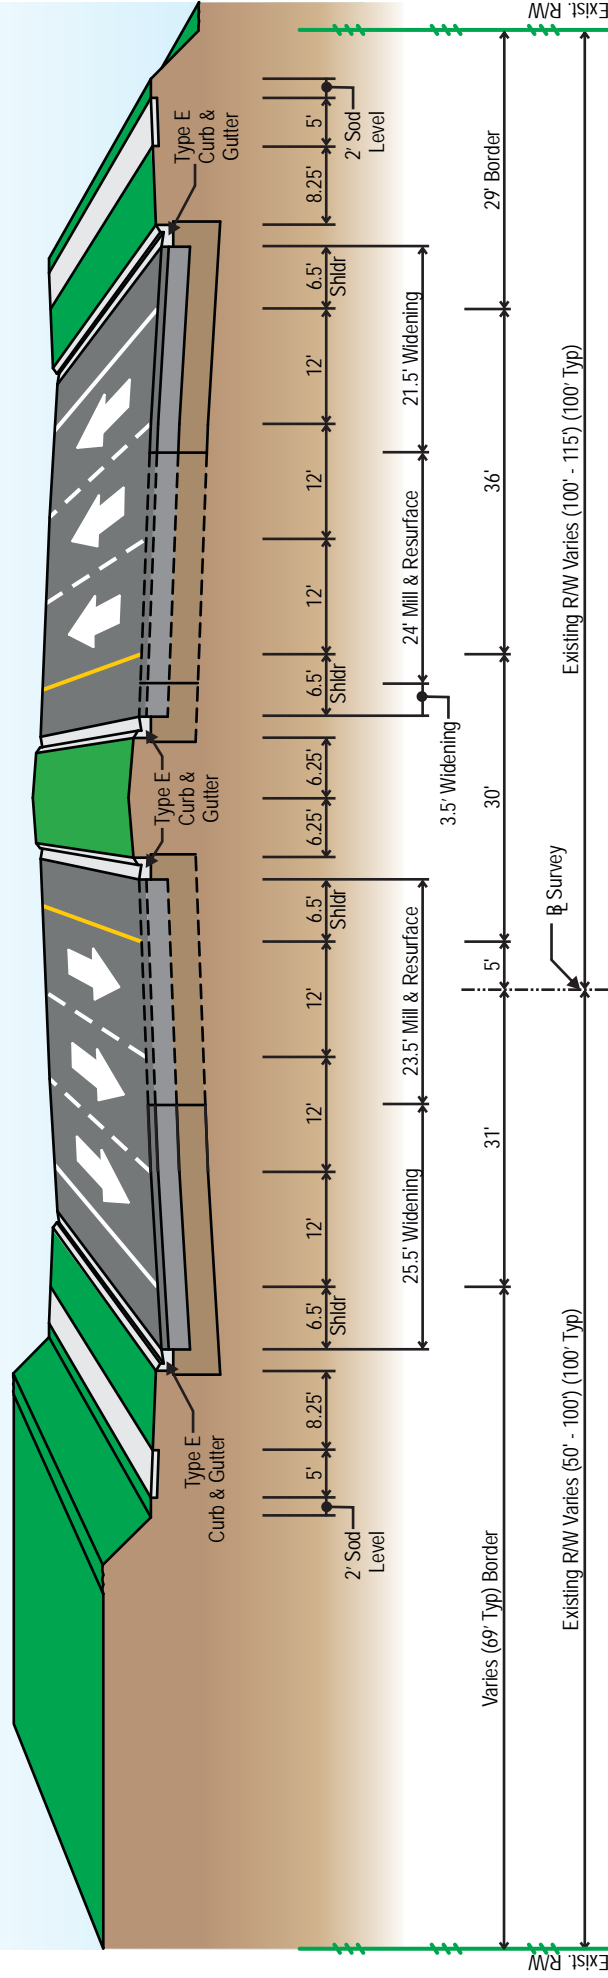 Exist. R/W
Exist. R/W
Type E
Curb & Gutter
Type E
Curb &
Gutter
Type E
Curb &
Gutter
2' Sod
Level
5'
8.25'
6.5'
Shldr
12'
12'
12'
6.5'
Shldr
6.25'
6.25'
6.5'
Shldr
12'
12'
12'
6.5'
Shldr
8.25'
5'
2' Sod
Level
25.5' Widening
23.5' Mill & Resurface
3.5' Widening
24' Mill & Resurface
21.5' Widening
Varies (69' Typ) Border
31'
5'
30'
36'
29' Border
BL Survey
Existing R/W Varies (50' - 100') (100' Typ)
Existing R/W Varies (100' - 115') (100' Typ)